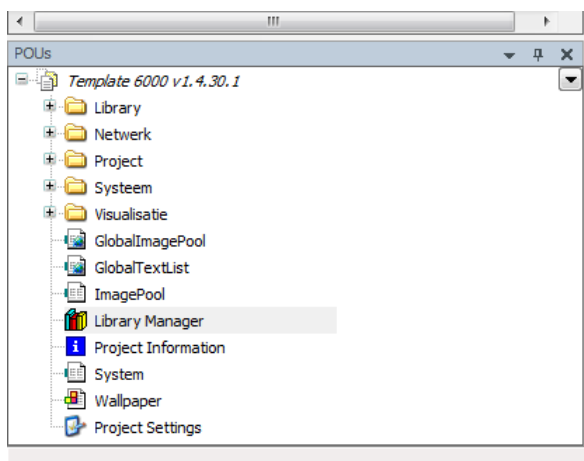 POUs
Template 6000 v1.4.30.1
Library
Netwerk
Project
Systeem
Visualisatie
GlobalImagePool
GlobalTextList
ImagePool
Library Manager
Project Information
System
Wallpaper
Project Settings